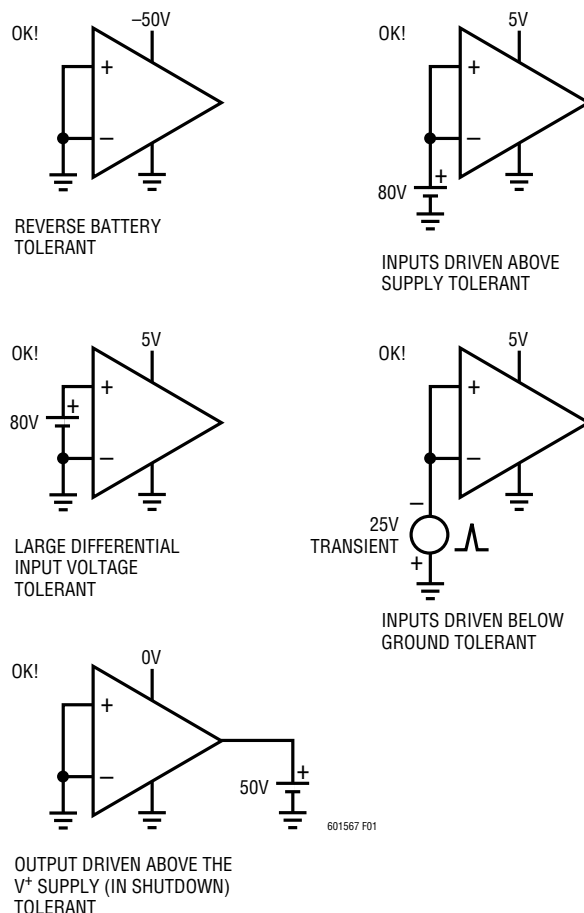 OK!
–50V
+
–
REVERSE BATTERY
TOLERANT
OK!
5V
+
–
80V
+
INPUTS DRIVEN ABOVE
SUPPLY TOLERANT
OK!
5V
+
80V
+
–
LARGE DIFFERENTIAL
INPUT VOLTAGE
TOLERANT
OK!
5V
+
–
–
25V
TRANSIENT
+
INPUTS DRIVEN BELOW
GROUND TOLERANT
OK!
0V
+
–
50V
+
601567 F01
OUTPUT DRIVEN ABOVE THE
V⁺ SUPPLY (IN SHUTDOWN)
TOLERANT